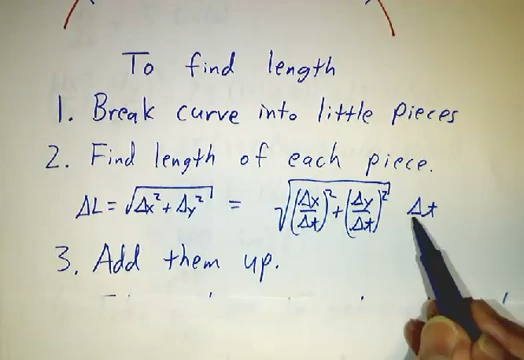 To find length
1. Break curve into little pieces
2. Find length of each piece.
ΔL = √(Δx² + Δy²) = √((Δx/Δt)² + (Δy/Δt)²) Δt
3. Add them up.